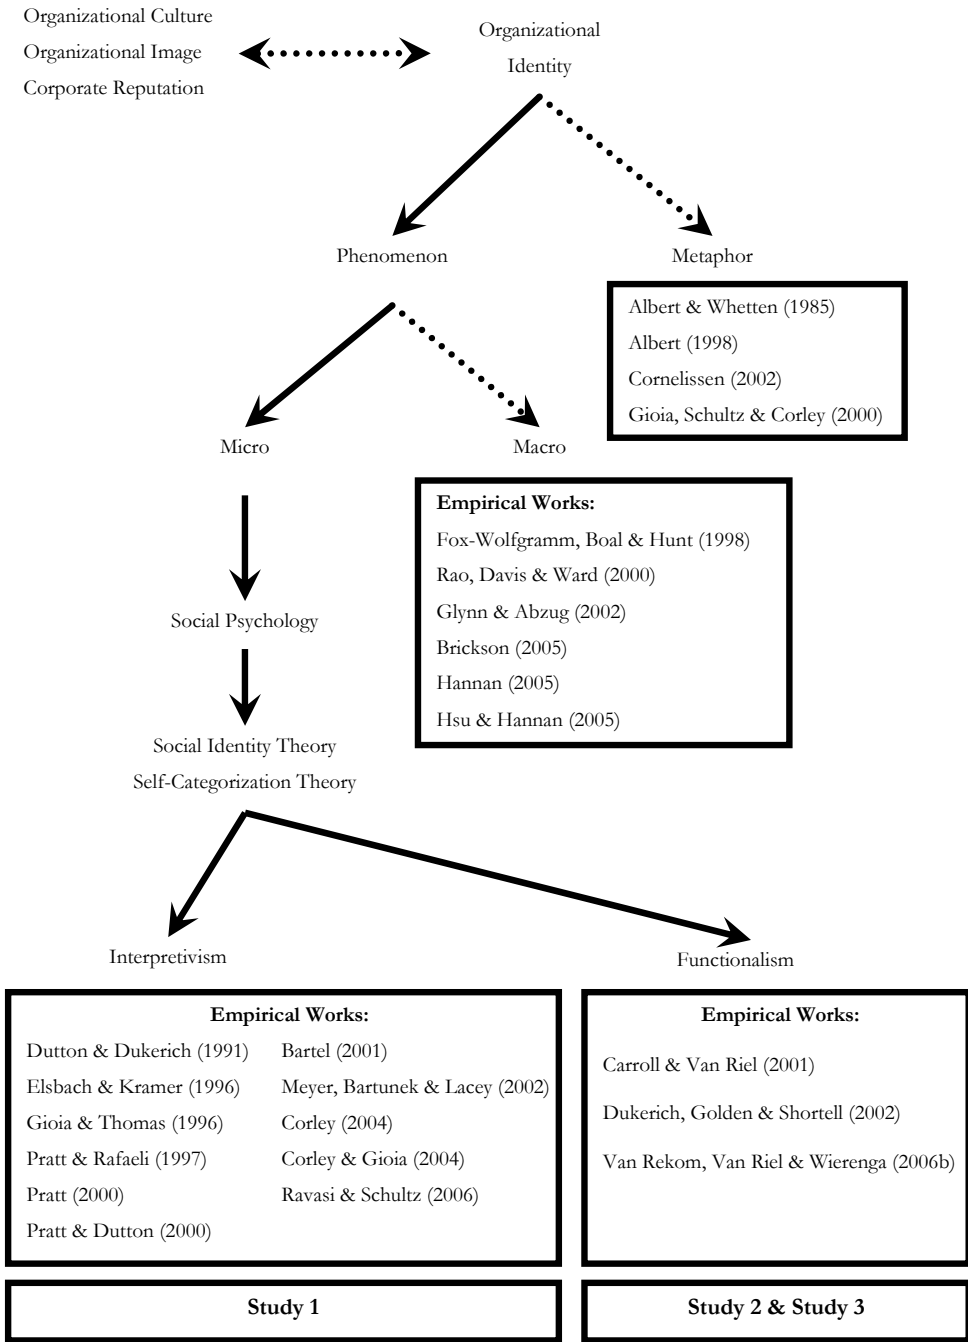 Organizational Culture
Organizational Image
Corporate Reputation
Organizational
Identity
Phenomenon
Metaphor
Albert & Whetten (1985)
Albert (1998)
Cornelissen (2002)
Gioia, Schultz & Corley (2000)
Micro
Macro
Empirical Works:
Fox-Wolfgramm, Boal & Hunt (1998)
Rao, Davis & Ward (2000)
Glynn & Abzug (2002)
Brickson (2005)
Hannan (2005)
Hsu & Hannan (2005)
Social Psychology
Social Identity Theory
Self-Categorization Theory
Interpretivism
Functionalism
Empirical Works:
Dutton & Dukerich (1991)
Elsbach & Kramer (1996)
Gioia & Thomas (1996)
Pratt & Rafaeli (1997)
Pratt (2000)
Pratt & Dutton (2000)
Bartel (2001)
Meyer, Bartunek & Lacey (2002)
Corley (2004)
Corley & Gioia (2004)
Ravasi & Schultz (2006)
Empirical Works:
Carroll & Van Riel (2001)
Dukerich, Golden & Shortell (2002)
Van Rekom, Van Riel & Wierenga (2006b)
Study 1
Study 2 & Study 3